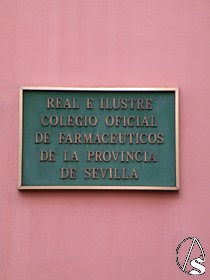 REAL E ILUSTRE
COLEGIO OFICIAL
DE FARMACEUTICOS
DE LA PROVINCIA
DE SEVILLA